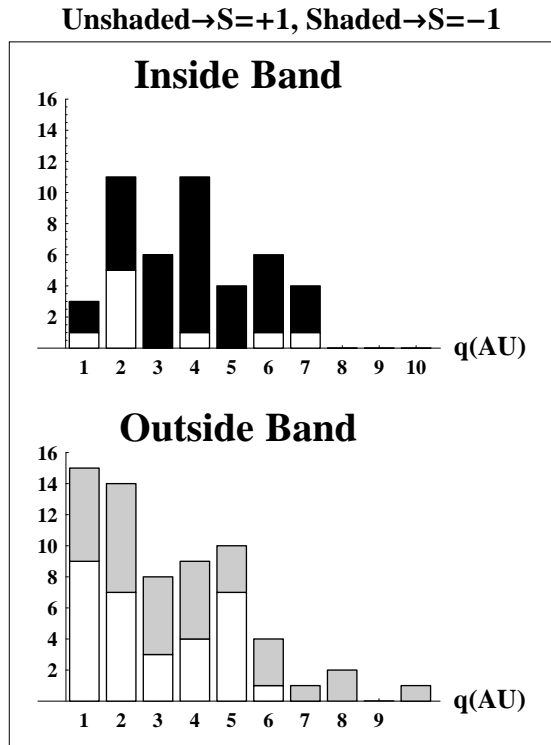 Unshaded→S=+1, Shaded→S=−1
Inside Band
16
14
12
10
8
6
4
2
1 2 3 4 5 6 7 8 9 10
q(AU)
Outside Band
16
14
12
10
8
6
4
2
1 2 3 4 5 6 7 8 9
q(AU)